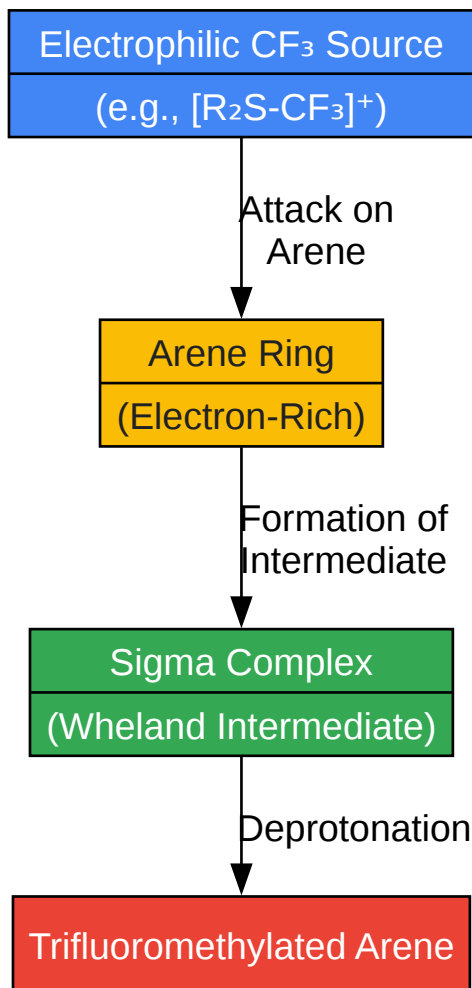 Electrophilic CF₃ Source
(e.g., [R₂S-CF₃]⁺)
Attack on
Arene
Arene Ring
(Electron-Rich)
Formation of
Intermediate
Sigma Complex
(Wheland Intermediate)
Deprotonation
Trifluoromethylated Arene